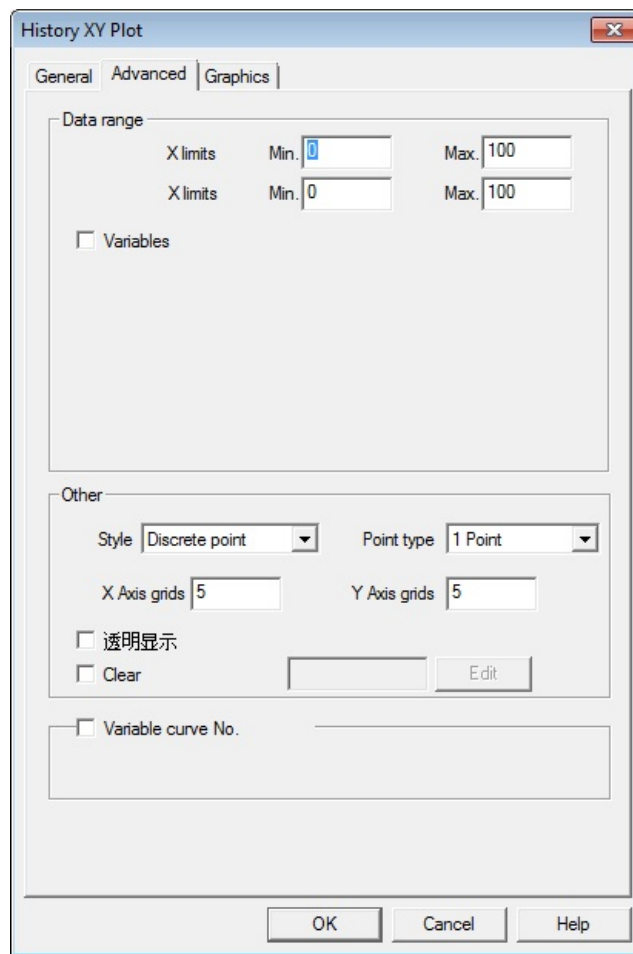 History XY Plot
General Advanced Graphics
Data range
X limits Min. 0 Max. 100
X limits Min. 0 Max. 100
Variables
Other
Style Discrete point Point type 1 Point
X Axis grids 5 Y Axis grids 5
透明显示
Clear Edit
Variable curve No.
OK Cancel Help